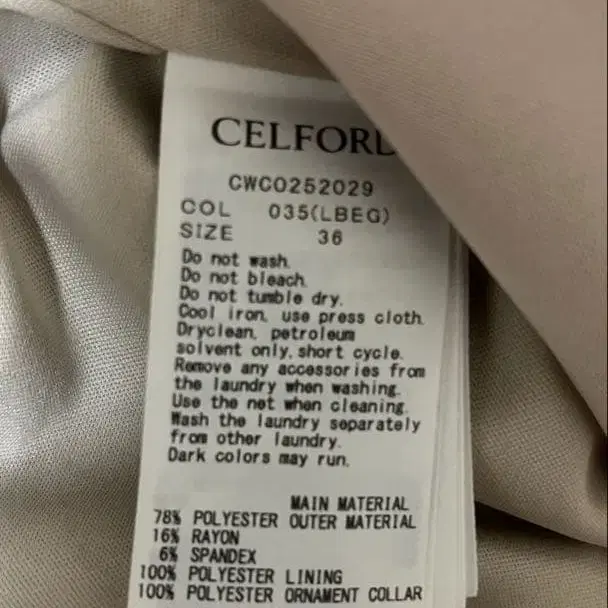 CELFORD
CWCO252029
COL 035(LBEG)
SIZE 36
Do not wash.
Do not bleach.
Do not tumble dry.
Cool iron, use press cloth.
Dryclean, petroleum
solvent only, short cycle.
Remove any accessories from
the laundry when washing.
Use the net when cleaning.
Wash the laundry separately
from other laundry.
Dark colors may run.
MAIN MATERIAL
78% POLYESTER OUTER MATERIAL
16% RAYON
6% SPANDEX
100% POLYESTER LINING
100% POLYESTER ORNAMENT COLLAR